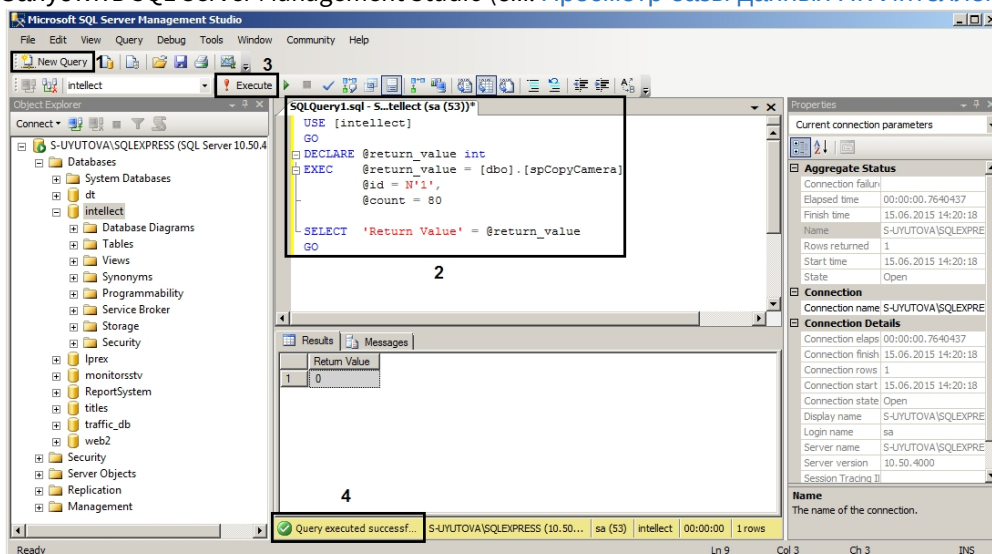 Microsoft SQL Server Management Studio
File Edit View Query Debug Tools Window Community Help
New Query 1
3
intellect
Execute
Object Explorer
Connect
S-UYUTOVA\SQLEXPRESS (SQL Server 10.50.4
Databases
System Databases
dt
intellect
Database Diagrams
Tables
Views
Synonyms
Programmability
Service Broker
Storage
Security
lprex
monitorsstv
ReportSystem
titles
traffic_db
web2
Security
Server Objects
Replication
Management
SQLQuery1.sql - S...tellect (sa (53))*
USE [intellect]
GO
DECLARE @return_value int
EXEC @return_value = [dbo].[spCopyCamera]
@id = N'1',
@count = 80
SELECT 'Return Value' = @return_value
GO
2
Results Messages
Return Value
1 0
4
Query executed successf... S-UYUTOVA\SQLEXPRESS (10.50... sa (53) intellect 00:00:00 1 rows
Properties
Current connection parameters
Aggregate Status
Connection failur
Elapsed time 00:00:00.7640437
Finish time 15.06.2015 14:20:18
Name S-UYUTOVA\SQLEXPRE
Rows returned 1
Start time 15.06.2015 14:20:18
State Open
Connection
Connection name S-UYUTOVA\SQLEXPRE
Connection Details
Connection elaps 00:00:00.7640437
Connection finish 15.06.2015 14:20:18
Connection rows 1
Connection start 15.06.2015 14:20:18
Connection state Open
Display name S-UYUTOVA\SQLEXPRE
Login name sa
Server name S-UYUTOVA\SQLEXPRE
Server version 10.50.4000
Session Tracing I
Name
The name of the connection.
Ready Ln 9 Col 3 Ch 3 INS